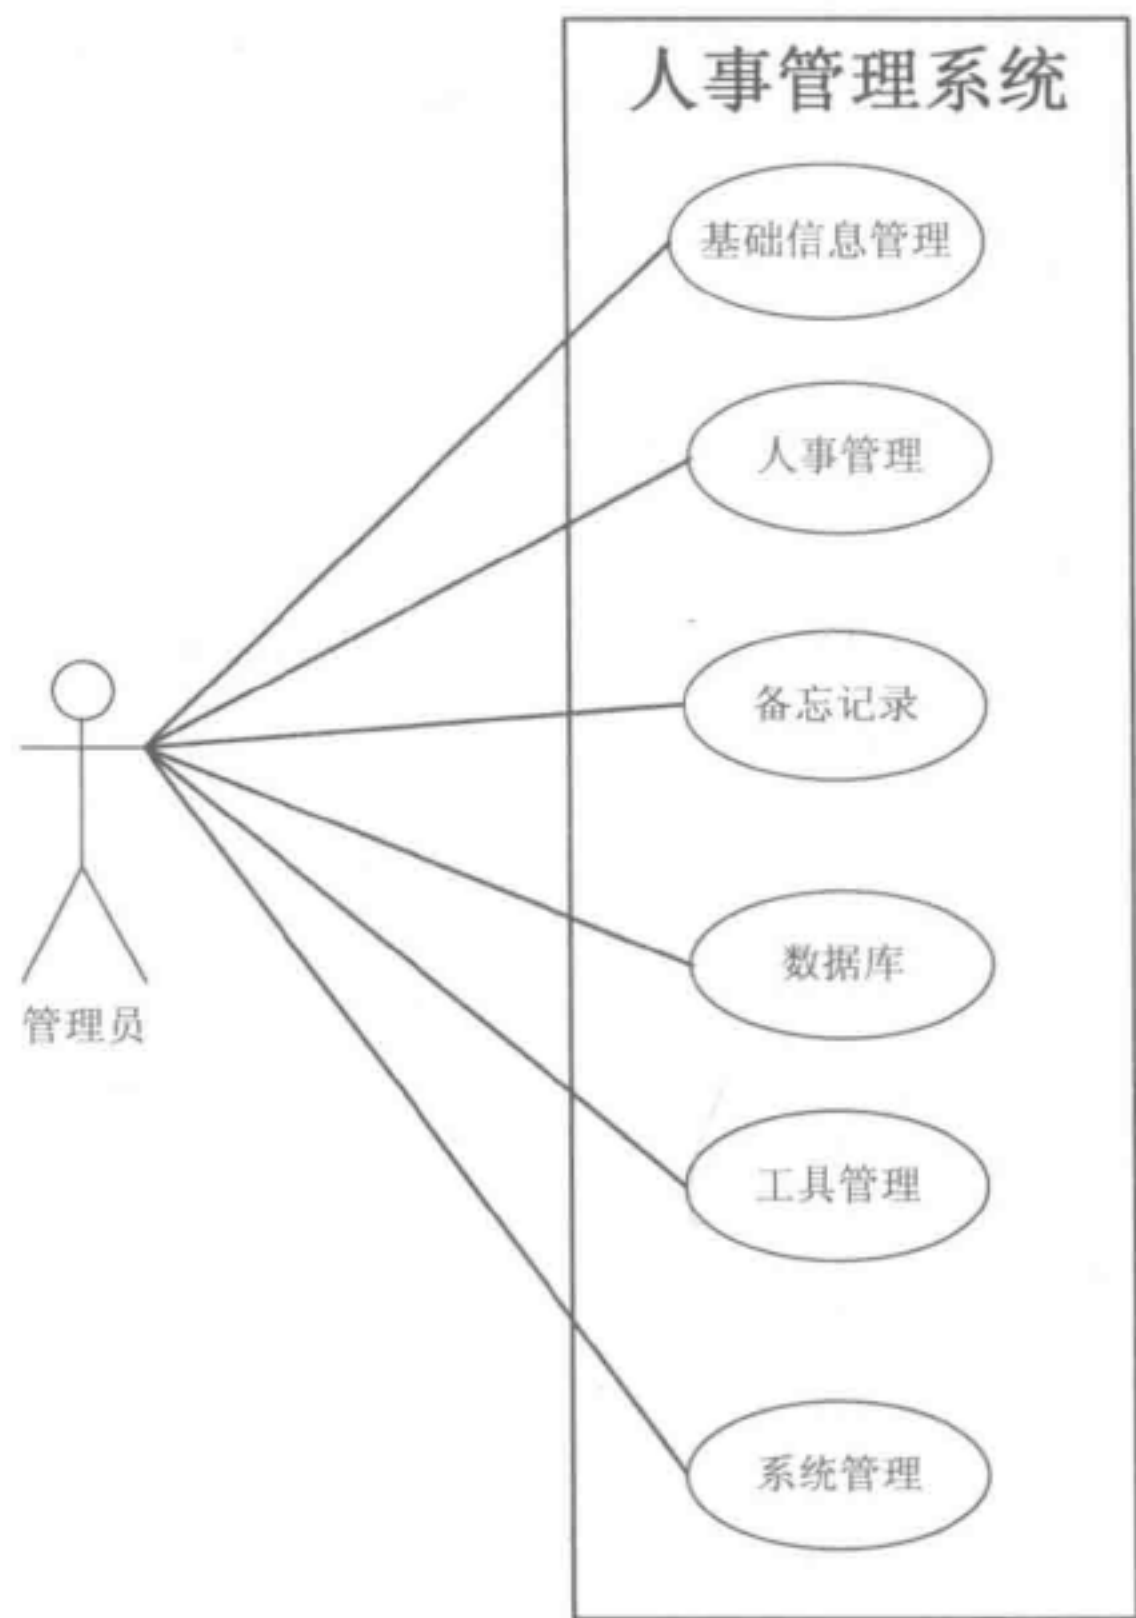 人事管理系统
基础信息管理
人事管理
备忘记录
管理员
数据库
工具管理
系统管理